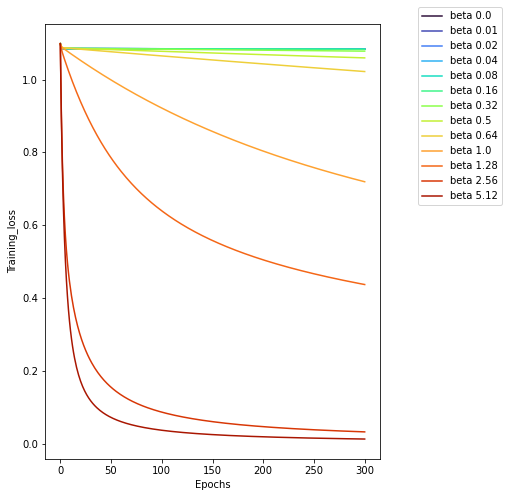 beta 0.0
beta 0.01
beta 0.02
beta 0.04
beta 0.08
beta 0.16
beta 0.32
beta 0.5
beta 0.64
beta 1.0
beta 1.28
beta 2.56
beta 5.12
1.0
0.8
0.6
0.4
0.2
0.0
Training_loss
0 50 100 150 200 250 300
Epochs